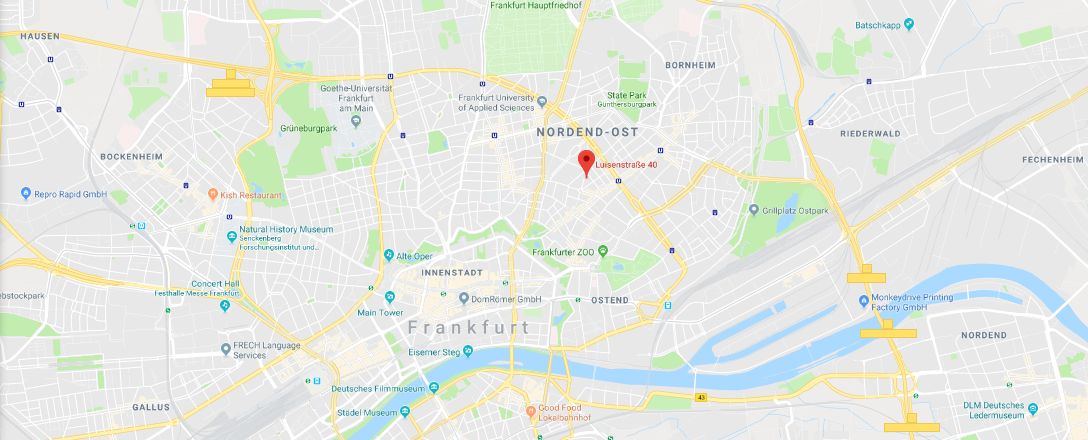 Frankfurt Hauptfriedhof
HAUSEN
Batschkapp
BORNHEIM
Goethe-Universität
Frankfurt
am Main
Frankfurt University
of Applied Sciences
State Park
Günthersburgpark
Grüneburgpark
NORDEND-OST
RIEDERWALD
BOCKENHEIM
FECHENHEIM
Luisenstraße 40
Repro Rapid GmbH
Kish Restaurant
Grillplatz Ostpark
Natural History Museum
Senckenberg
Forschungsinstitut und...
Frankfurter ZOO
Alte Oper
INNENSTADT
Concert Hall
Festhalle Messe Frankfurt
ebstockpark
DomRömer GmbH
OSTEND
Monkeydrive Printing
Factory GmbH
Main Tower
Frankfurt
NORDEND
FRECH Language
Services
Eiserner Steg
Deutsches Filmmuseum
43
GALLUS
Städel Museum
Good Food
Lokalbahnhof
DLM Deutsches
Ledermuseum